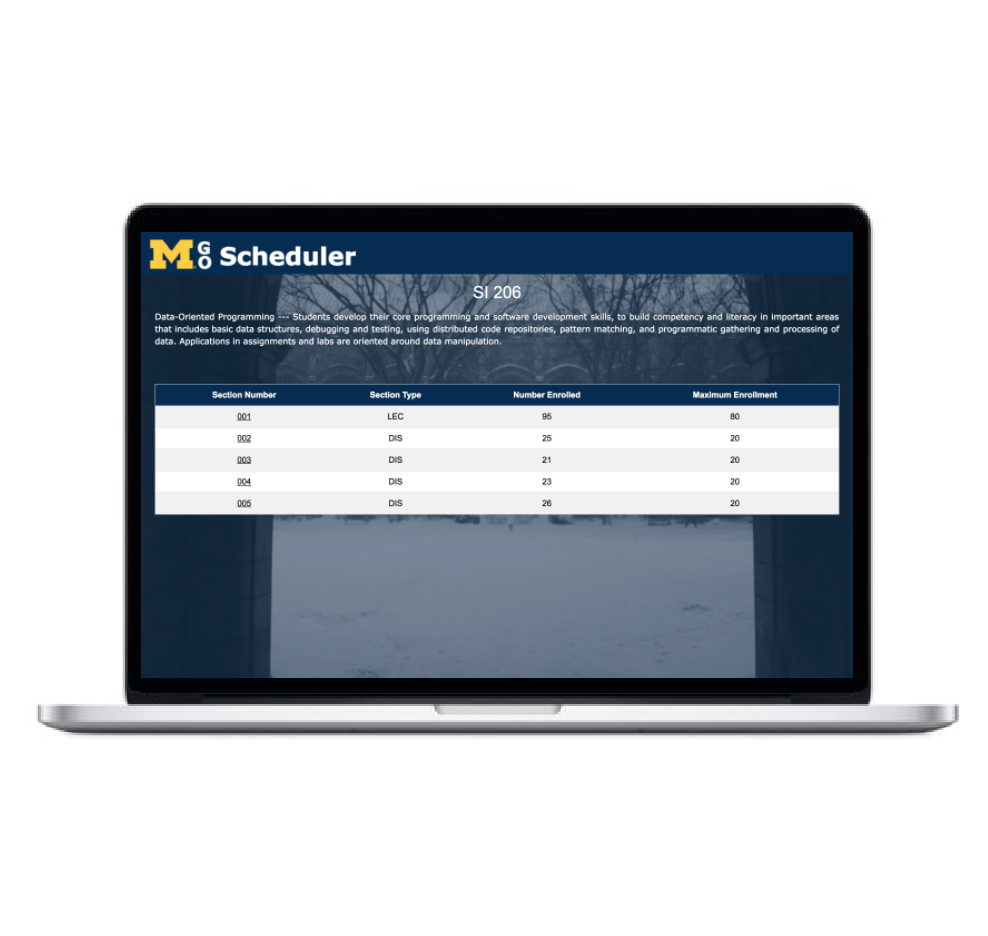 M GO Scheduler
SI 206
Data-Oriented Programming --- Students develop their core programming and software development skills, to build competency and literacy in important areas
that includes basic data structures, debugging and testing, using distributed code repositories, pattern matching, and programmatic gathering and processing of
data. Applications in assignments and labs are oriented around data manipulation.
Section Number Section Type Number Enrolled Maximum Enrollment
001 LEC 95 80
002 DIS 25 20
003 DIS 21 20
004 DIS 23 20
005 DIS 26 20